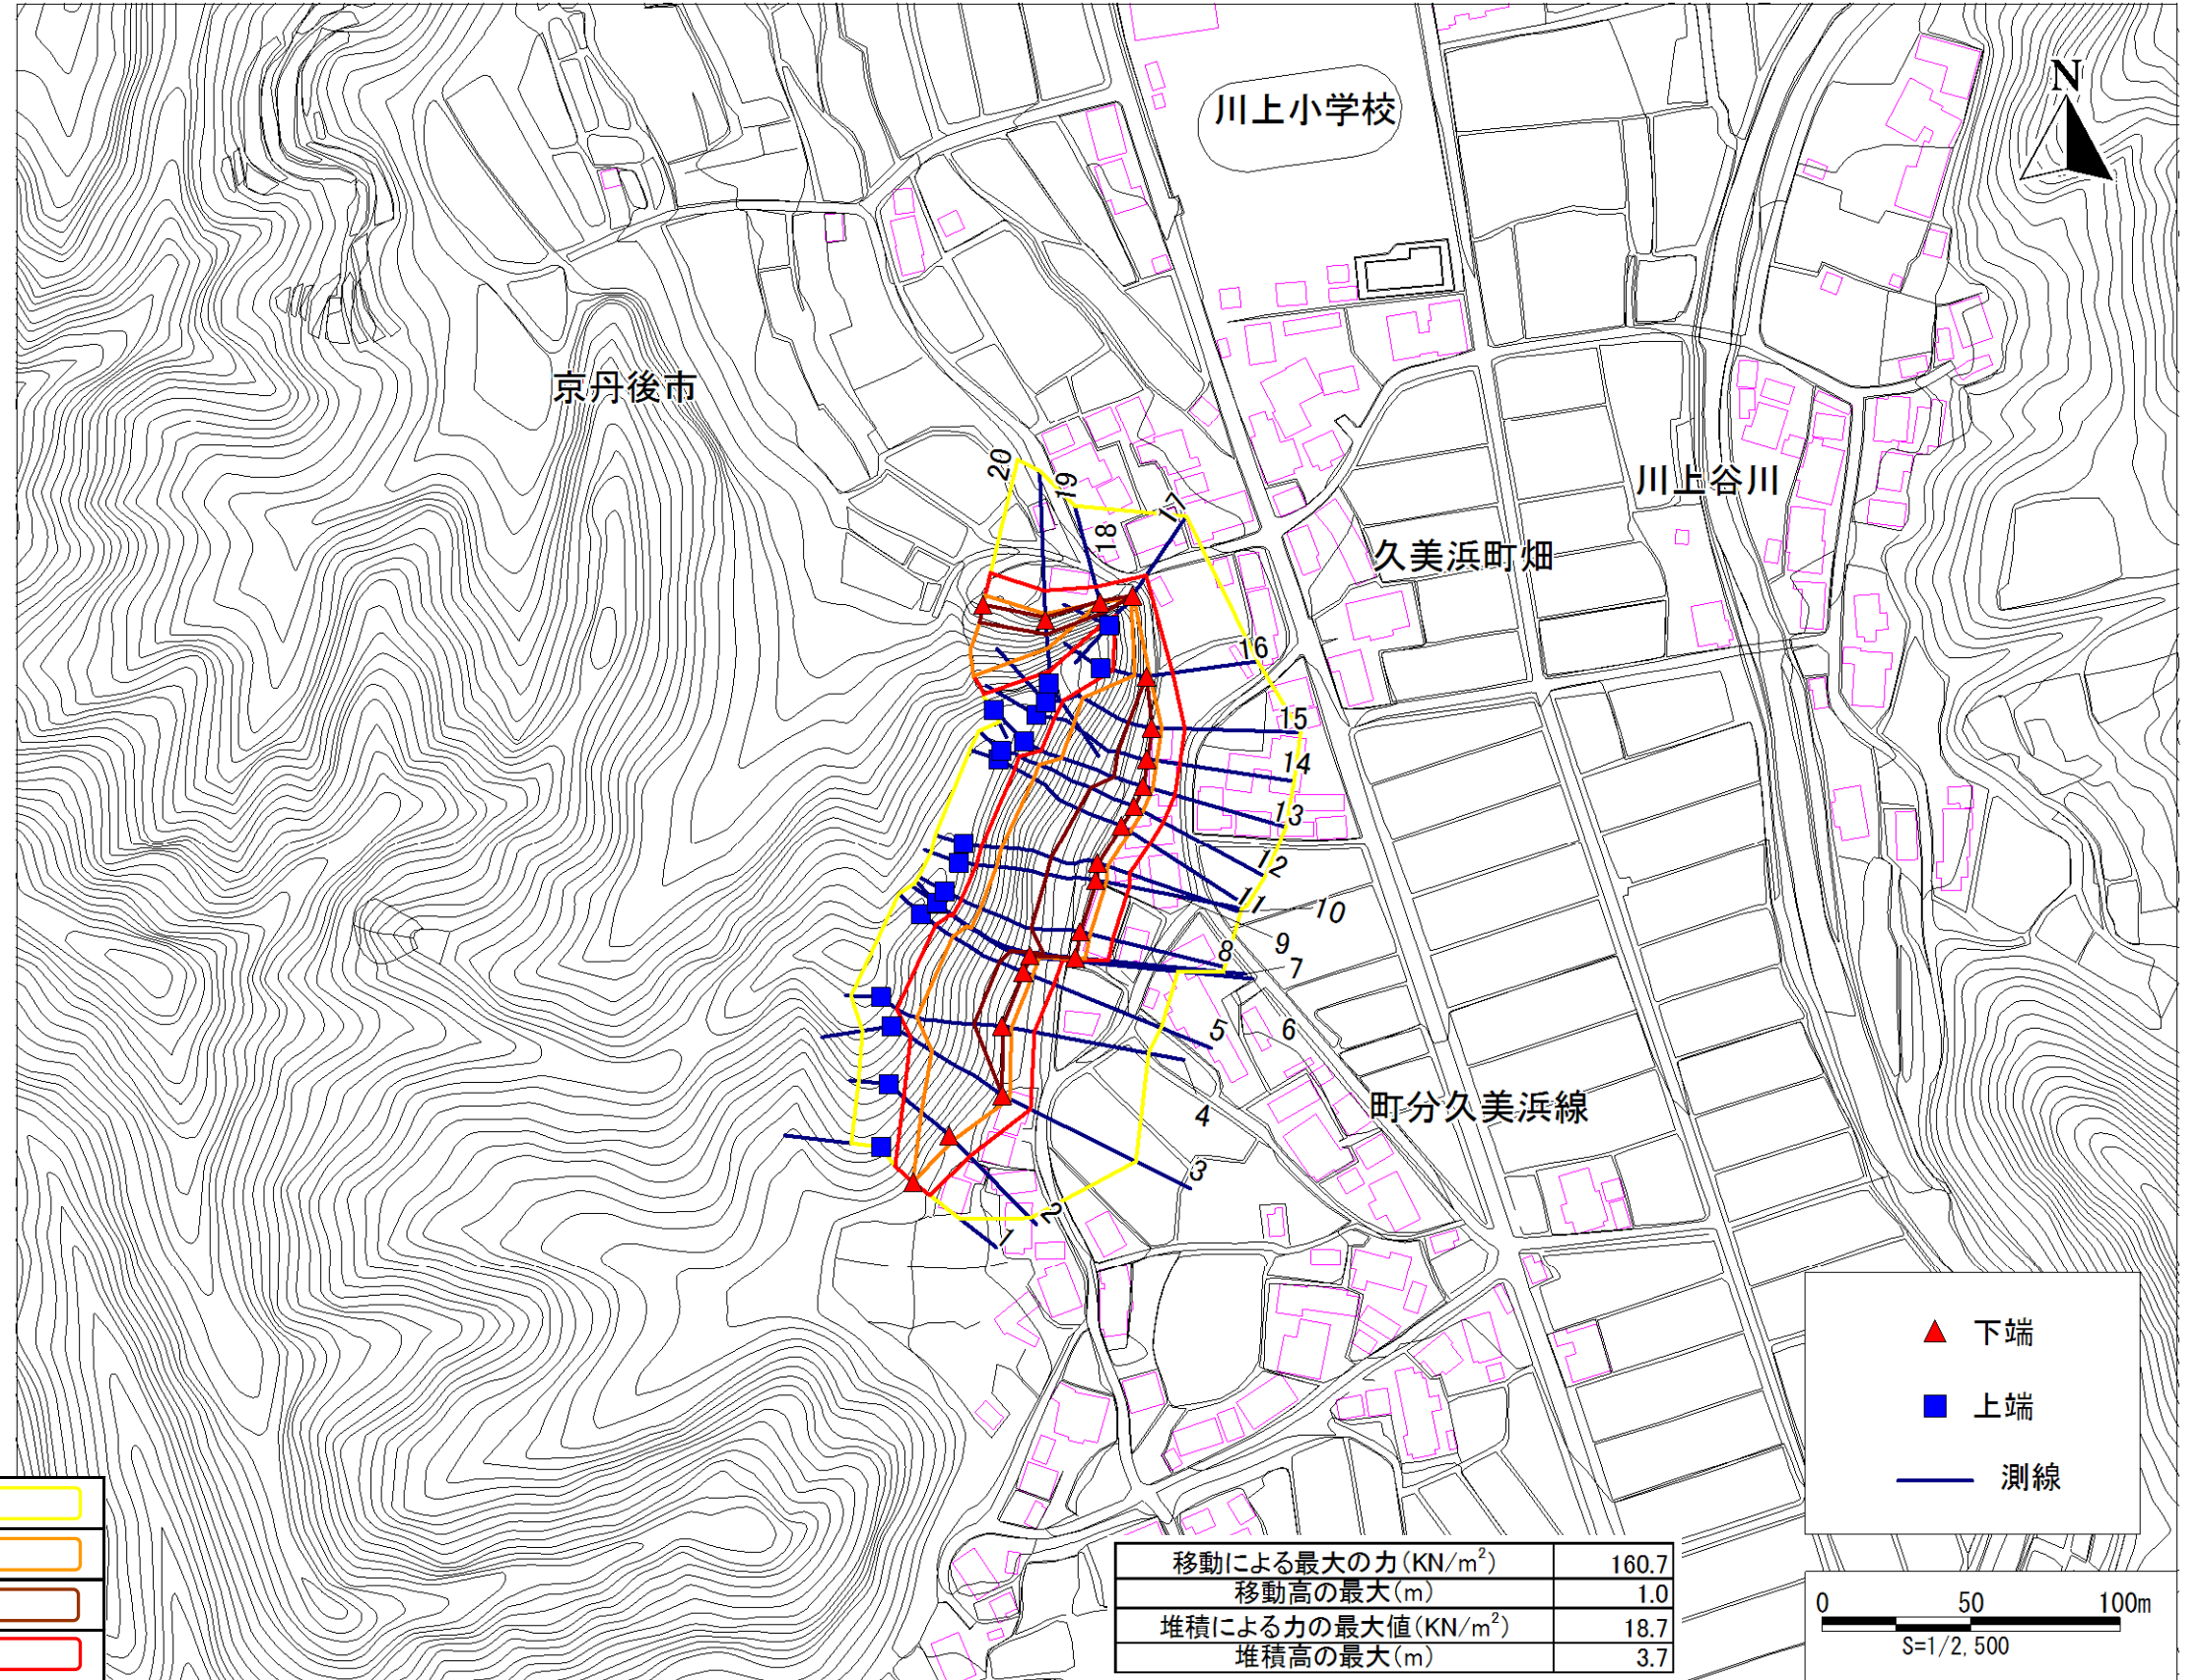 川上小学校
N
京丹後市
川上谷川
久美浜町畑
町分久美浜線
20
19
18
17
16
15
14
13
12
11
10
9
8
7
6
5
4
3
2
1
下端
上端
測線
移動による最大の力(KN/m²) 160.7
移動高の最大(m) 1.0
堆積による力の最大値(KN/m²) 18.7
堆積高の最大(m) 3.7
0 50 100m
S=1/2,500